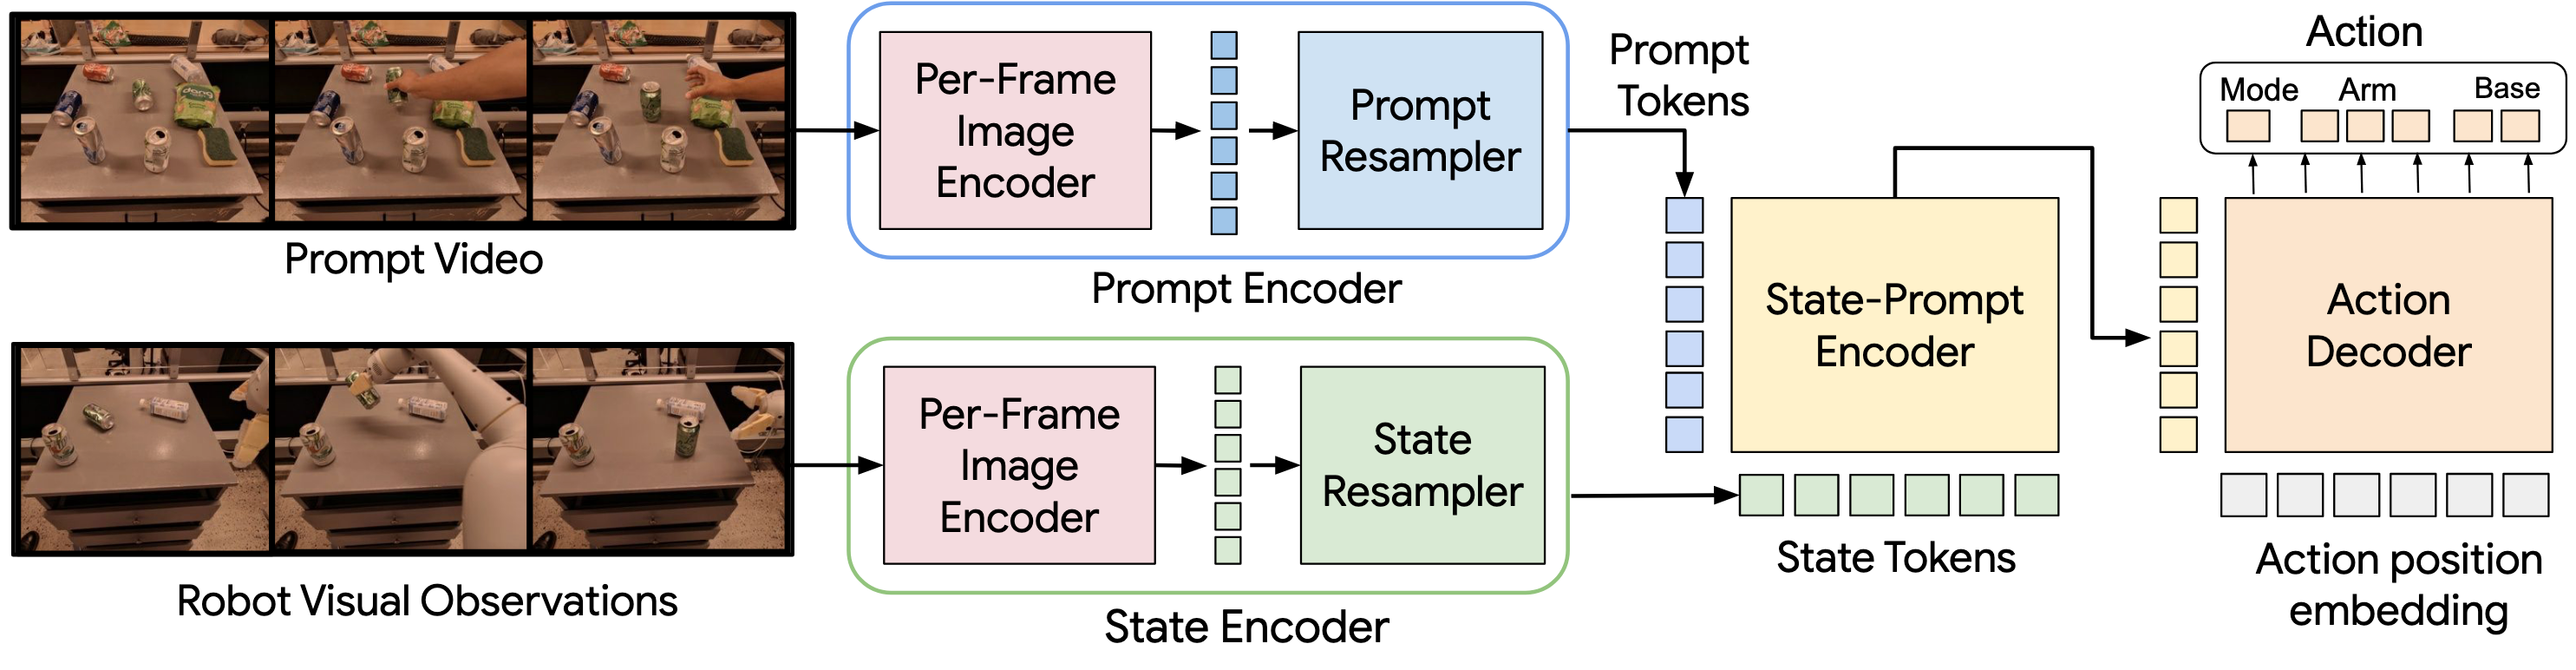 Prompt Video
Per-Frame
Image
Encoder
Prompt
Resampler
Prompt Encoder
Prompt
Tokens
Robot Visual Observations
Per-Frame
Image
Encoder
State
Resampler
State Encoder
State-Prompt
Encoder
State Tokens
Action
Mode Arm Base
Action
Decoder
Action position
embedding